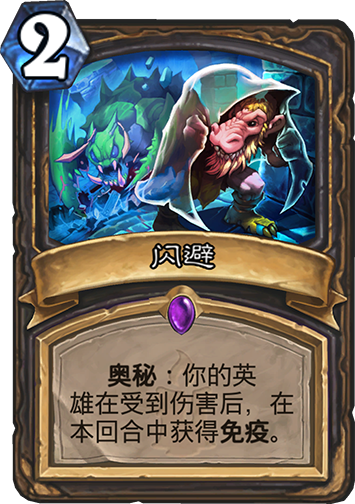 2
闪避
奥秘：你的英
雄在受到伤害后，在
本回合中获得免疫。